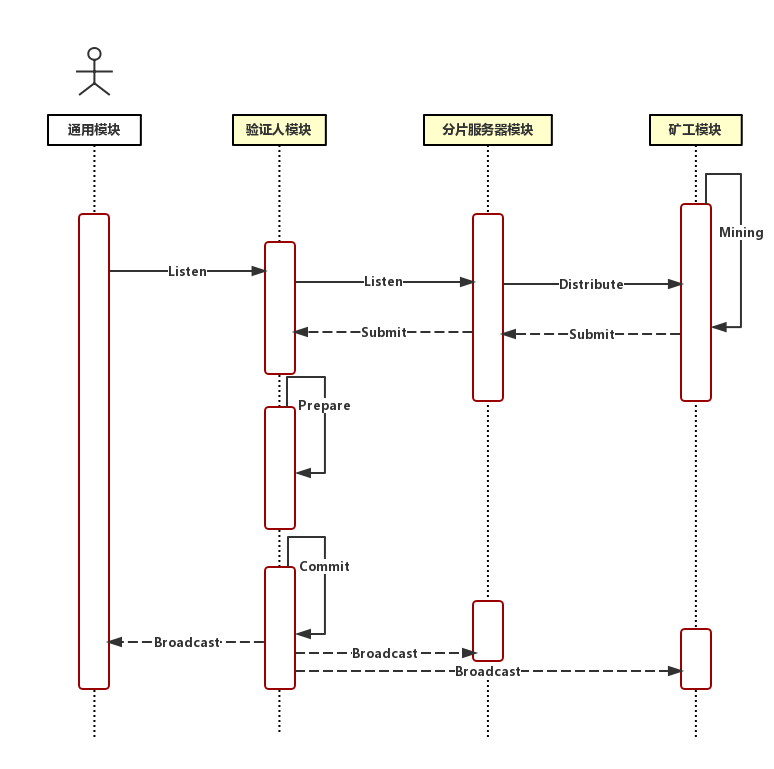 通用模块
验证人模块
分片服务器模块
矿工模块
Mining
Listen
Listen
Distribute
Submit
Submit
Prepare
Commit
Broadcast
Broadcast
Broadcast